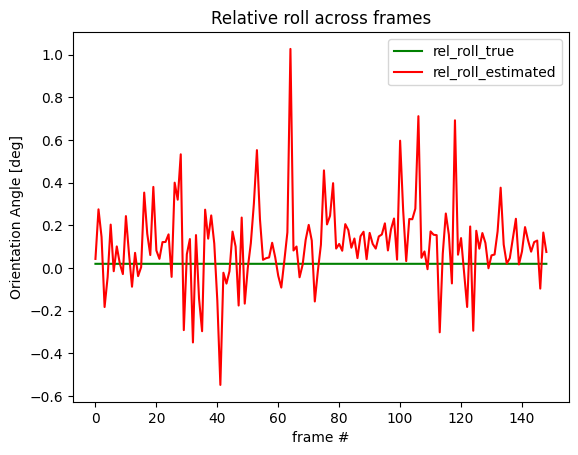 Relative roll across frames
rel_roll_true
rel_roll_estimated
Orientation Angle [deg]
1.0
0.8
0.6
0.4
0.2
0.0
−0.2
−0.4
−0.6
0 20 40 60 80 100 120 140
frame #